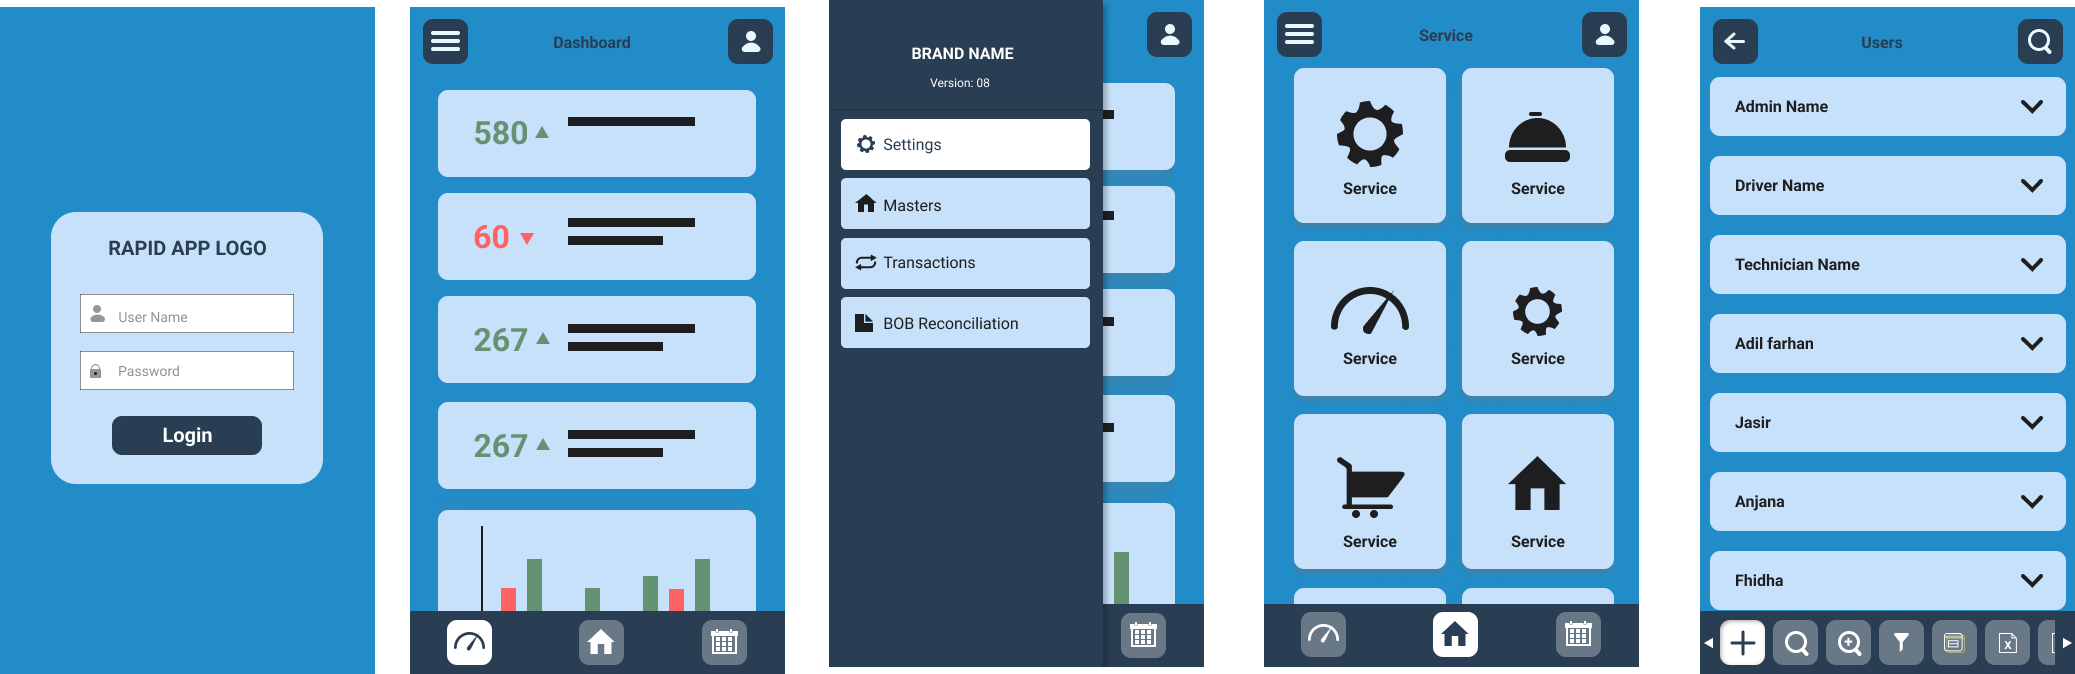 RAPID APP LOGO
User Name
Password
Login
Dashboard
580
60
267
267
BRAND NAME
Version: 08
Settings
Masters
Transactions
BOB Reconciliation
Service
Service
Service
Service
Service
Service
Service
Users
Admin Name
Driver Name
Technician Name
Adil farhan
Jasir
Anjana
Fhidha
X